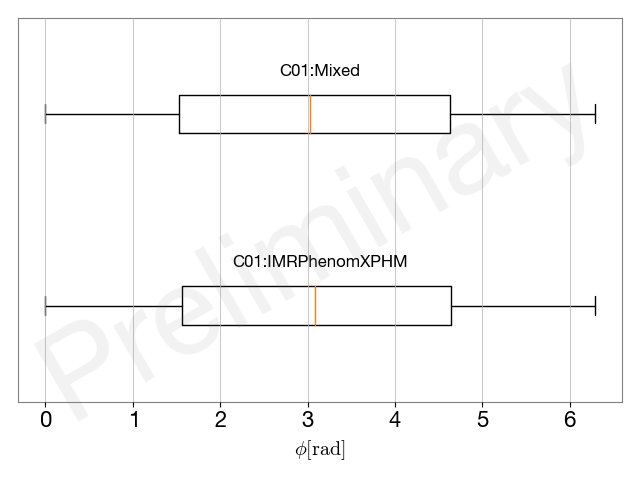 C01:Mixed
C01:IMRPhenomXPHM
Preliminary
0 1 2 3 4 5 6
ϕ[rad]